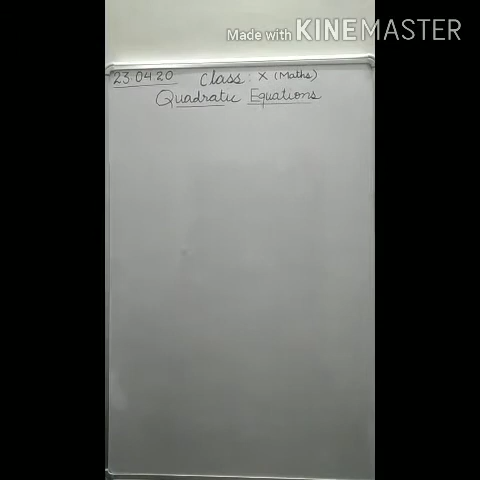 Made with KINEMASTER
23.04.20 Class : X (Maths)
Quadratic Equations